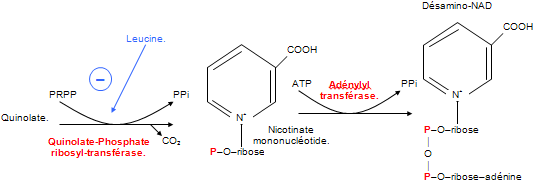 Désamino-NAD
Leucine.
COOH
COOH
–
PRPP
PPi
ATP
Adénylyl
transférase.
PPi
N⁺
N⁺
Quinolate.
CO₂
Quinolate-Phosphate
ribosyl-transférase.
Nicotinate
mononucléotide.
P–O–ribose
P–O–ribose
O
P–O–ribose–adénine